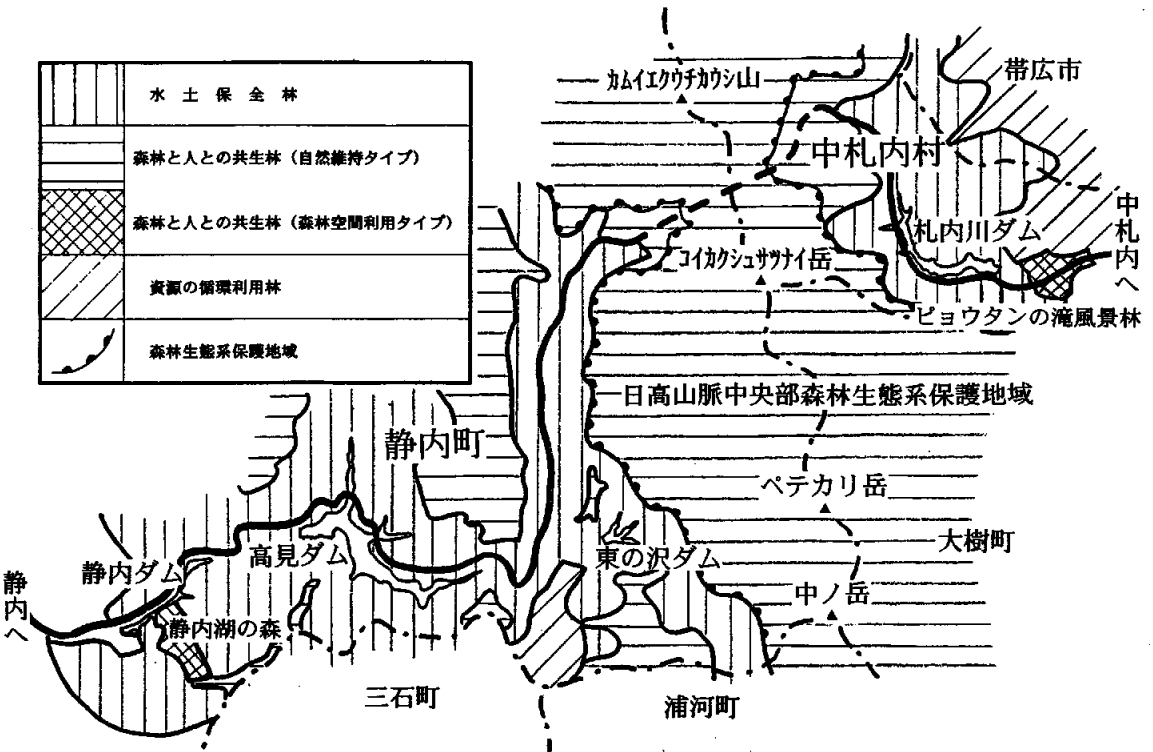 水土保全林
森林と人との共生林（自然維持タイプ）
森林と人との共生林（森林空間利用タイプ）
資源の循環利用林
森林生態系保護地域
カムイエクウチカウシ山
帯広市
中札内村
中札内へ
札内川ダム
コイカクシュサツナイ岳
ピョウタンの滝風景林
日高山脈中央部森林生態系保護地域
静内町
ペテカリ岳
大樹町
高見ダム
東の沢ダム
静内ダム
静内へ
中ノ岳
静内湖の森
三石町
浦河町